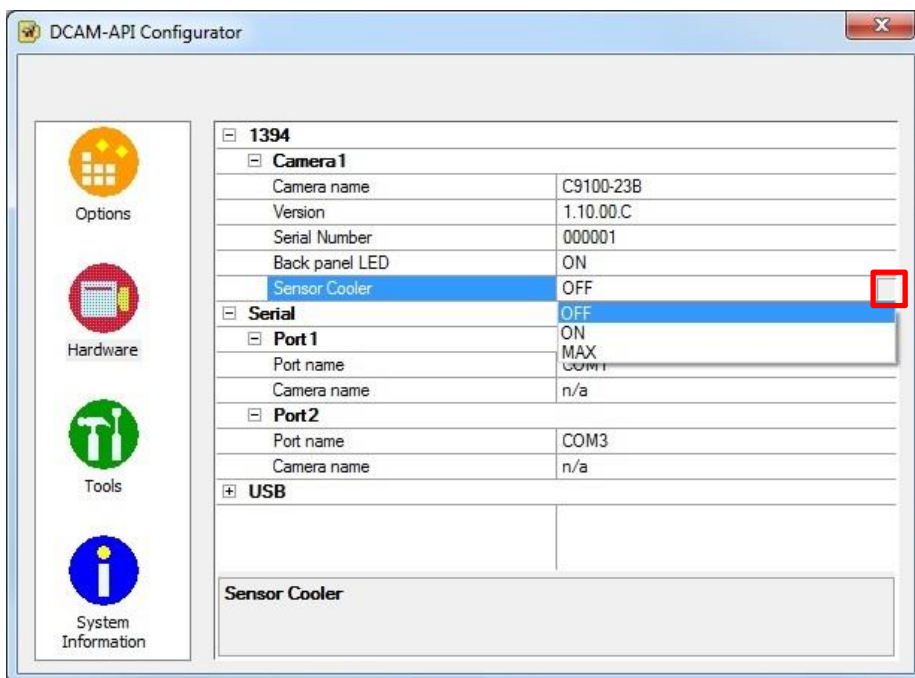 DCAM-API Configurator
Options
Hardware
Tools
System
Information
1394
Camera1
Camera name C9100-23B
Version 1.10.00.C
Serial Number 000001
Back panel LED ON
Sensor Cooler OFF
OFF
ON
MAX
Serial
Port1
Port name COM1
Camera name n/a
Port2
Port name COM3
Camera name n/a
USB
Sensor Cooler